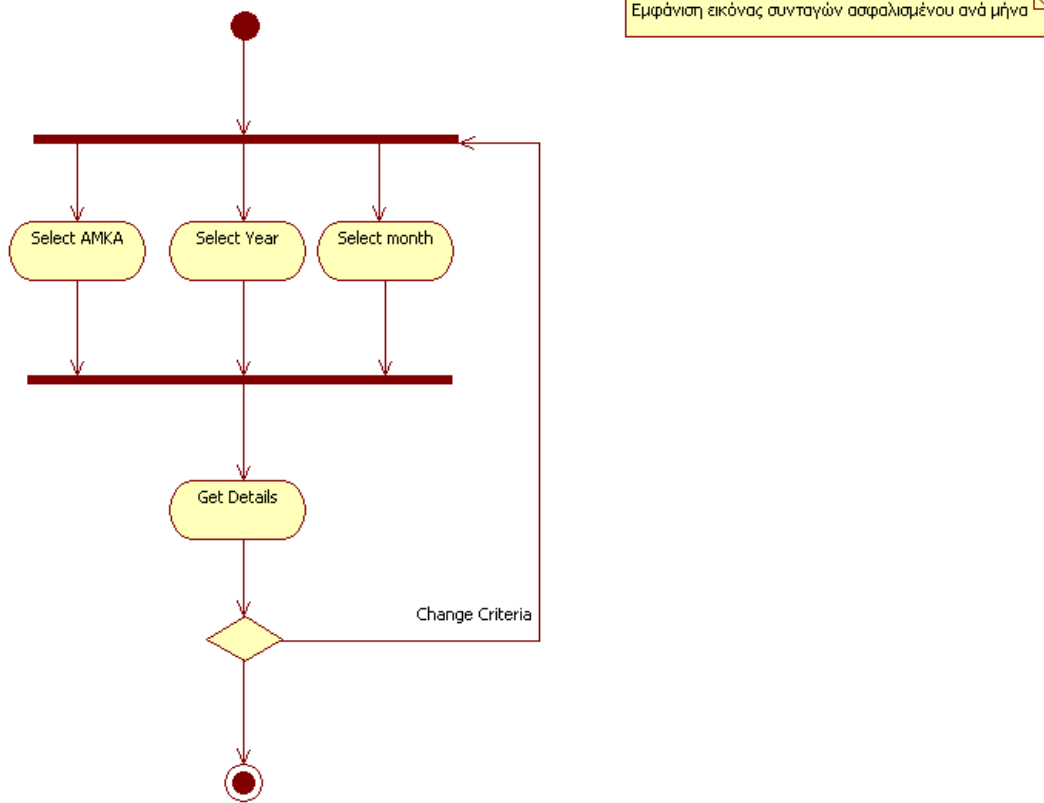 Εμφάνιση εικόνας συνταγών ασφαλισμένου ανά μήνα
Select AMKA
Select Year
Select month
Get Details
Change Criteria